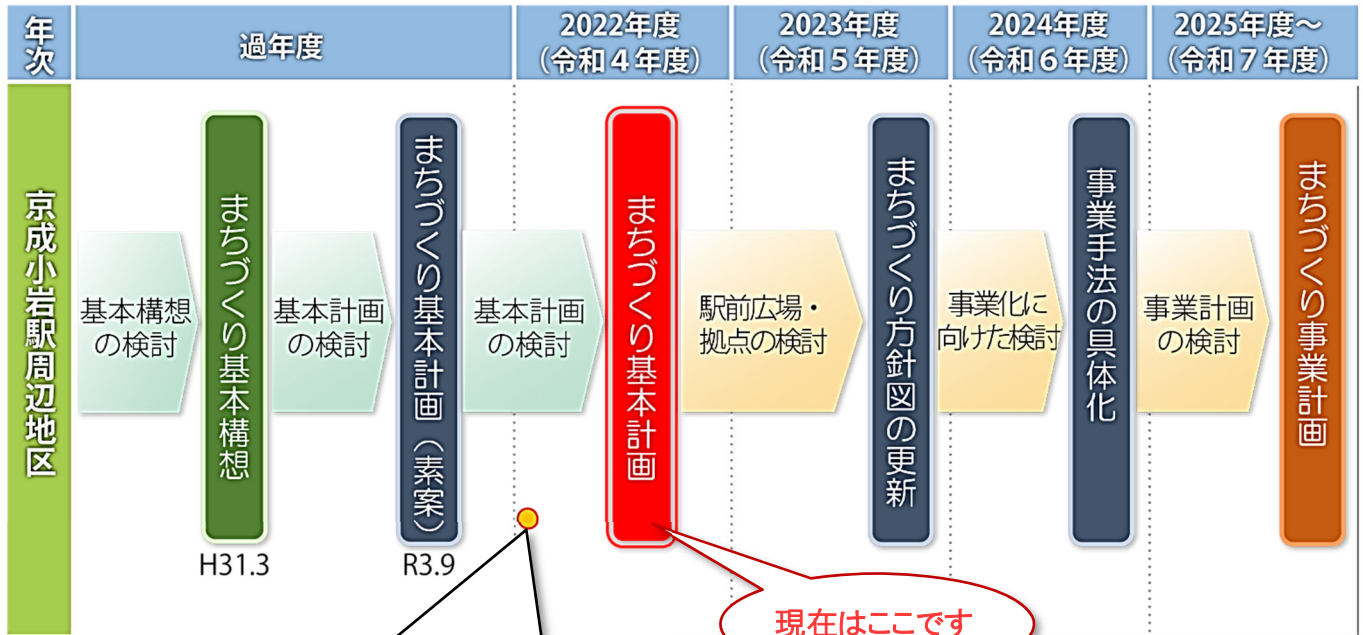 年次
過年度
2022年度
（令和４年度）
2023年度
（令和５年度）
2024年度
（令和６年度）
2025年度～
（令和７年度）
京成小岩駅周辺地区
基本構想
の検討
まちづくり基本構想
H31.3
基本計画
の検討
まちづくり基本計画（素案）
R3.9
基本計画
の検討
まちづくり基本計画
現在はここです
駅前広場・
拠点の検討
まちづくり方針図の更新
事業化に
向けた検討
事業手法の具体化
事業計画
の検討
まちづくり事業計画